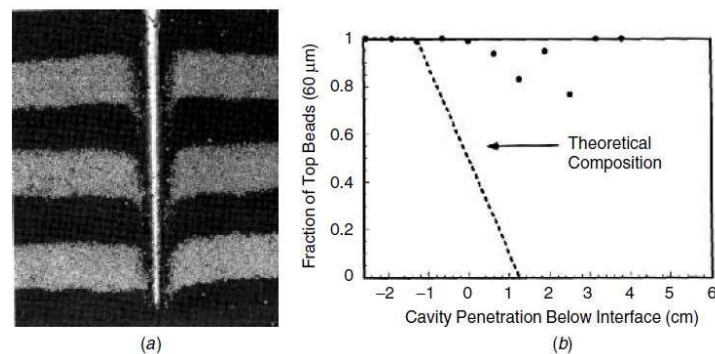 Fraction of Top Beads (60 µm)
1
0.8
0.6
0.4
0.2
0
Theoretical
Composition
−2 −1 0 1 2 3 4 5 6
Cavity Penetration Below Interface (cm)
(a)
(b)